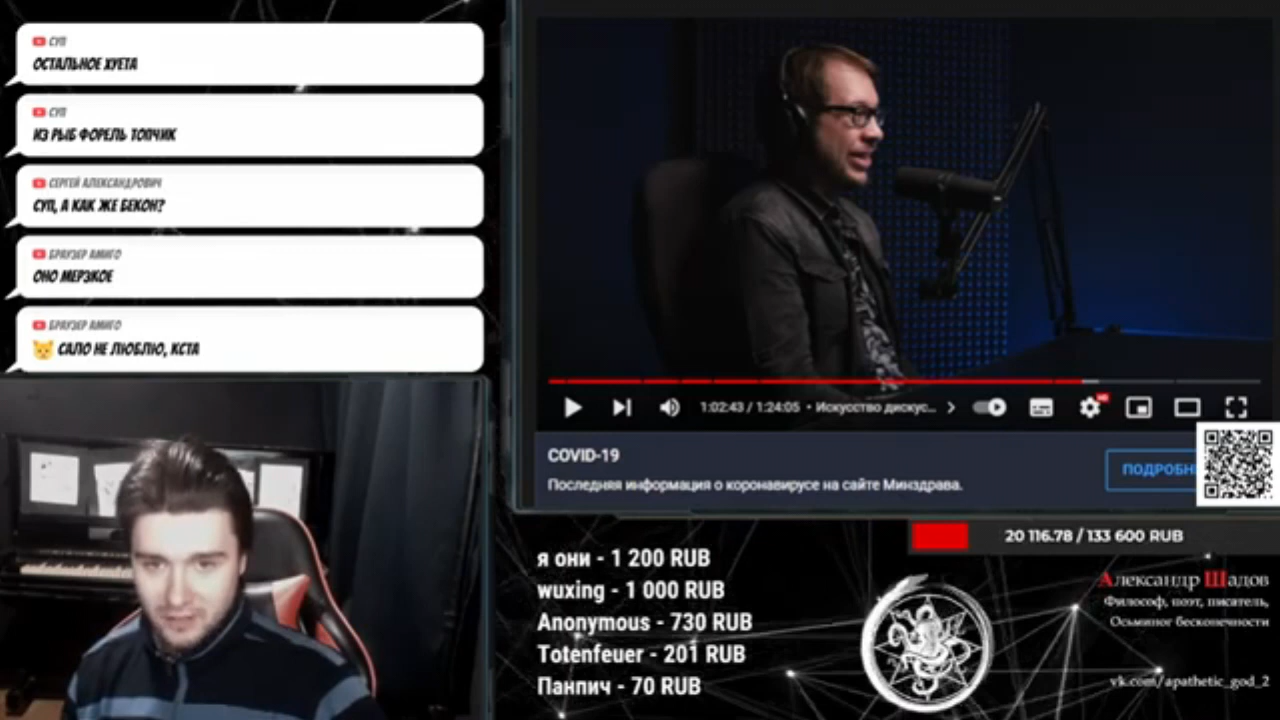 СУП
ОСТАЛЬНОЕ ХУЕТА
СУП
ИЗ РЫБ ФОРЕЛЬ ТОПЧИК
СЕРГЕЙ АЛЕКСАНДРОВИЧ
СУП, А КАК ЖЕ БЕКОН?
БРАУЗЕР АМИГО
ОНО МЕРЗКОЕ
БРАУЗЕР АМИГО
САЛО НЕ ЛЮБЛЮ, КСТА
1:02:43 / 1:24:05 • Искусство дискус...
COVID-19
Последняя информация о коронавирусе на сайте Минздрава.
ПОДРОБН
20 116.78 / 133 600 RUB
я они - 1 200 RUB
wuxing - 1 000 RUB
Anonymous - 730 RUB
Totenfeuer - 201 RUB
Панпич - 70 RUB
Александр Шадов
Философ, поэт, писатель,
Осьминог бесконечности
vk.com/apathetic_god_2